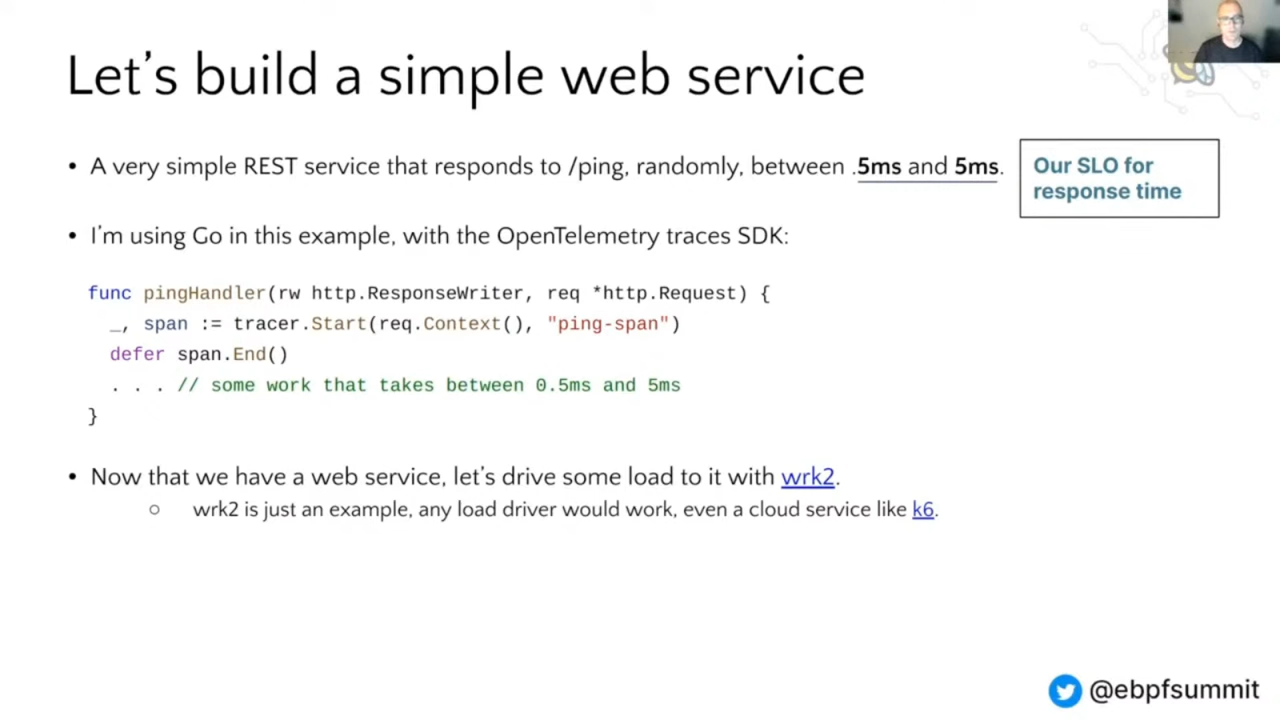 Let's build a simple web service
• A very simple REST service that responds to /ping, randomly, between .5ms and 5ms.
Our SLO for
response time
• I'm using Go in this example, with the OpenTelemetry traces SDK:
func pingHandler(rw http.ResponseWriter, req *http.Request) {
_, span := tracer.Start(req.Context(), "ping-span")
defer span.End()
. . . // some work that takes between 0.5ms and 5ms
}
• Now that we have a web service, let's drive some load to it with wrk2.
○ wrk2 is just an example, any load driver would work, even a cloud service like k6.
@ebpfsummit